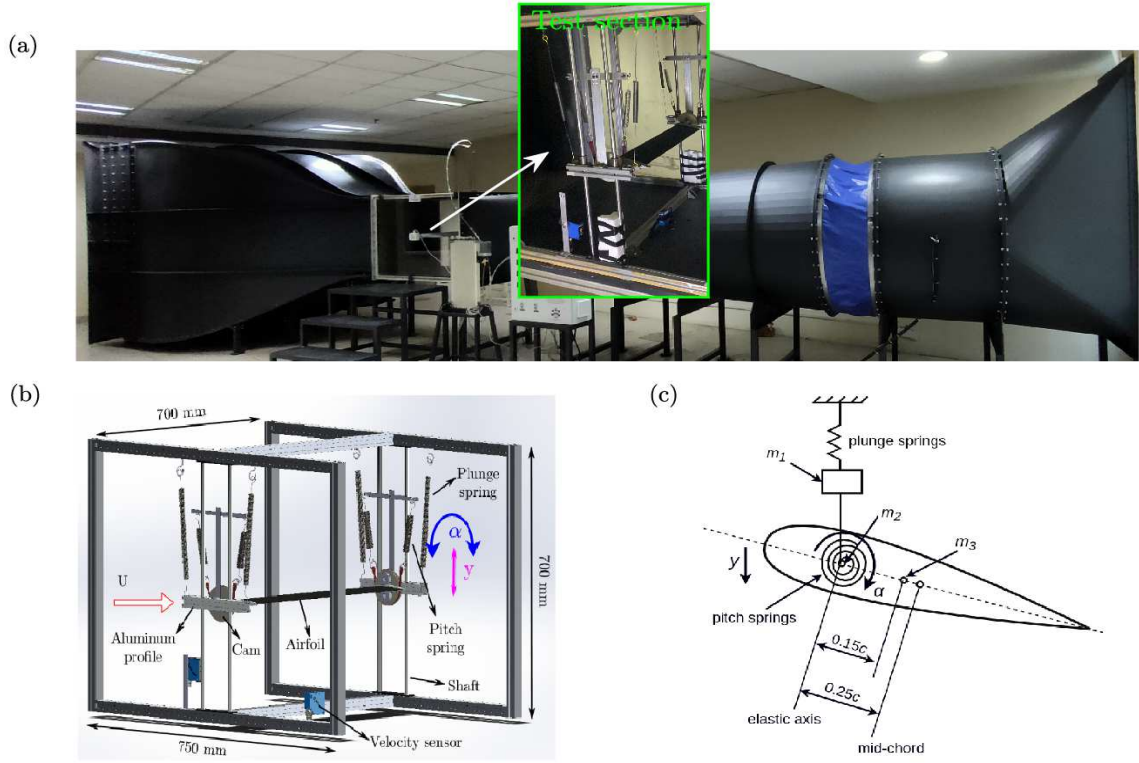 (a)
Test section
(b)
700 mm
Plunge
spring
α
y
700 mm
U
Aluminum
profile
Cam
Airfoil
Pitch
spring
Shaft
Velocity sensor
750 mm
(c)
plunge springs
m1
m2
m3
y
α
pitch springs
0.15c
0.25c
elastic axis
mid-chord